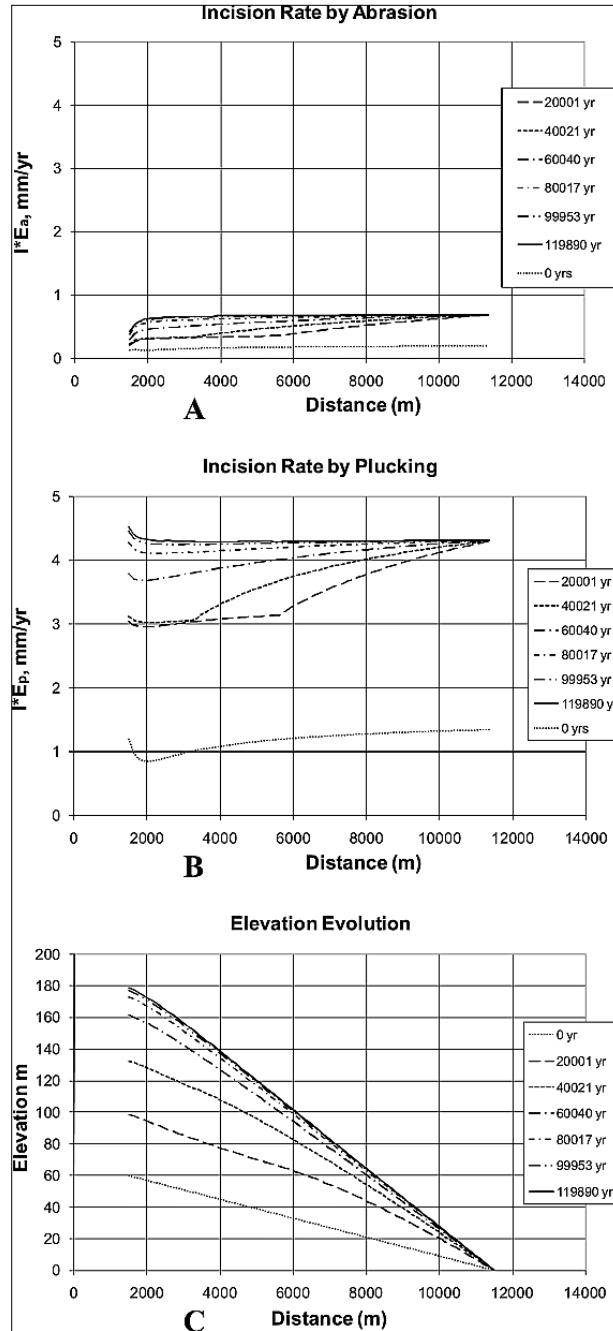 Incision Rate by Abrasion
5
4
3
2
1
0
I*Ea, mm/yr
0 2000 4000 6000 8000 10000 12000 14000
20001 yr
40021 yr
60040 yr
80017 yr
99953 yr
119890 yr
0 yrs
A
Distance (m)
Incision Rate by Plucking
5
4
3
2
1
0
I*Ep, mm/yr
0 2000 4000 6000 8000 10000 12000 14000
20001 yr
40021 yr
60040 yr
80017 yr
99953 yr
119890 y
0 yrs
B
Distance (m)
Elevation Evolution
200
180
160
140
120
100
80
60
40
20
0
Elevation m
0 2000 4000 6000 8000 10000 12000 14000
0 yr
20001 yr
40021 yr
60040 yr
80017 yr
99953 yr
119890 yr
C
Distance (m)